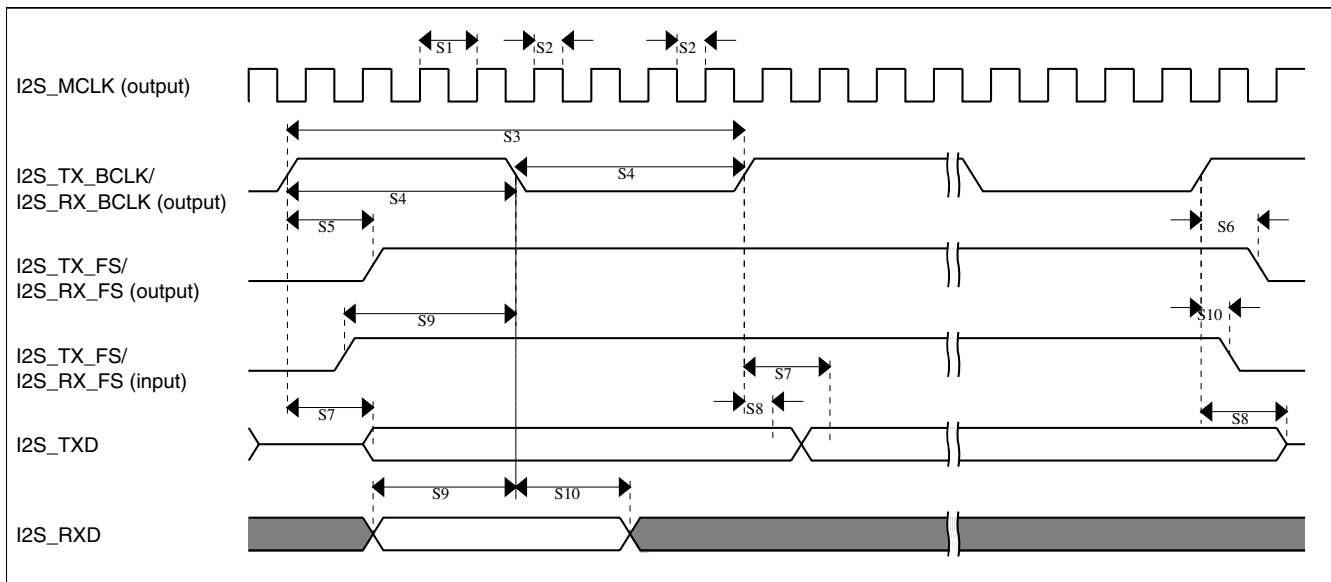 S1
S2
S2
I2S_MCLK (output)
S3
I2S_TX_BCLK/
I2S_RX_BCLK (output)
S4
S4
S5
S6
I2S_TX_FS/
I2S_RX_FS (output)
S9
S10
I2S_TX_FS/
I2S_RX_FS (input)
S7
S7
S8
S8
I2S_TXD
S9
S10
I2S_RXD